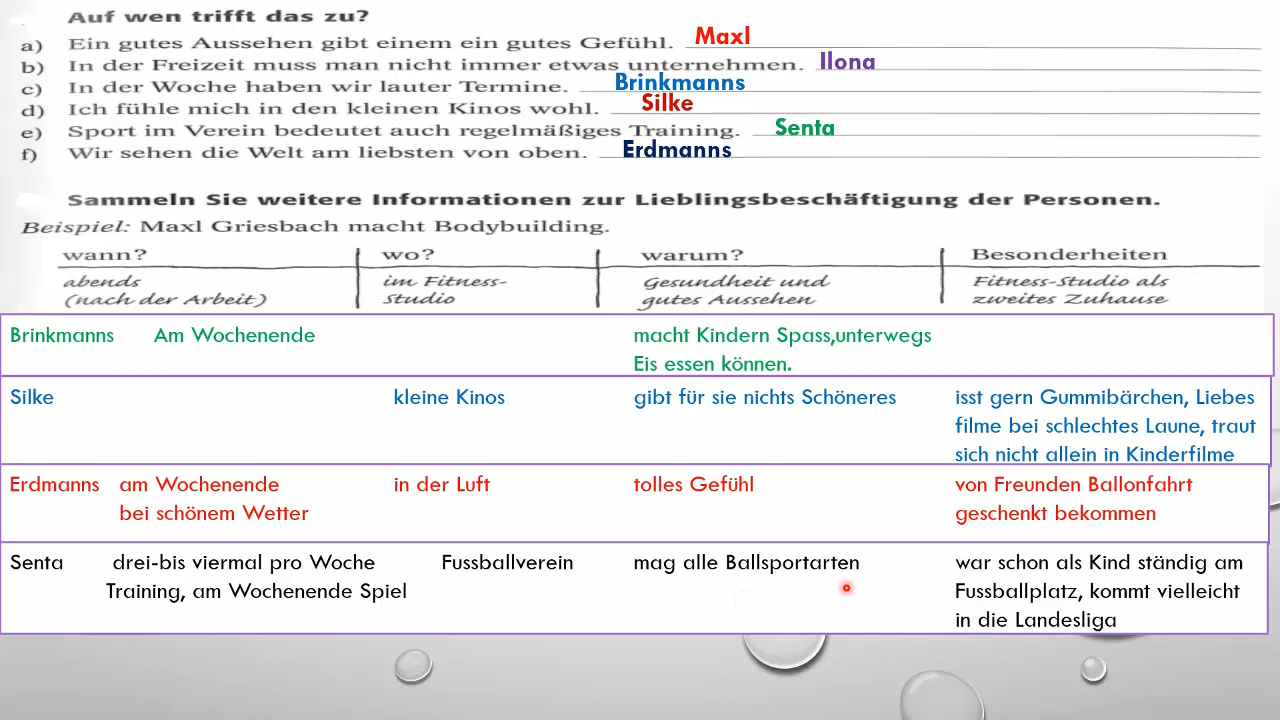 Auf wen trifft das zu?
a) Ein gutes Aussehen gibt einem ein gutes Gefühl. Maxl
b) In der Freizeit muss man nicht immer etwas unternehmen. Ilona
c) In der Woche haben wir lauter Termine. Brinkmanns
d) Ich fühle mich in den kleinen Kinos wohl. Silke
e) Sport im Verein bedeutet auch regelmäßiges Training. Senta
f) Wir sehen die Welt am liebsten von oben. Erdmanns
Sammeln Sie weitere Informationen zur Lieblingsbeschäftigung der Personen.
Beispiel: Maxl Griesbach macht Bodybuilding.
wann? wo? warum? Besonderheiten
abends im Fitness- Gesundheit und Fitness-Studio als
(nach der Arbeit) Studio gutes Aussehen zweites Zuhause
Brinkmanns Am Wochenende macht Kindern Spass,unterwegs
Eis essen können.
Silke kleine Kinos gibt für sie nichts Schöneres isst gern Gummibärchen, Liebes
filme bei schlechtes Laune, traut
sich nicht allein in Kinderfilme
Erdmanns am Wochenende in der Luft tolles Gefühl von Freunden Ballonfahrt
bei schönem Wetter geschenkt bekommen
Senta drei-bis viermal pro Woche Fussballverein mag alle Ballsportarten war schon als Kind ständig am
Training, am Wochenende Spiel Fussballplatz, kommt vielleicht
in die Landesliga